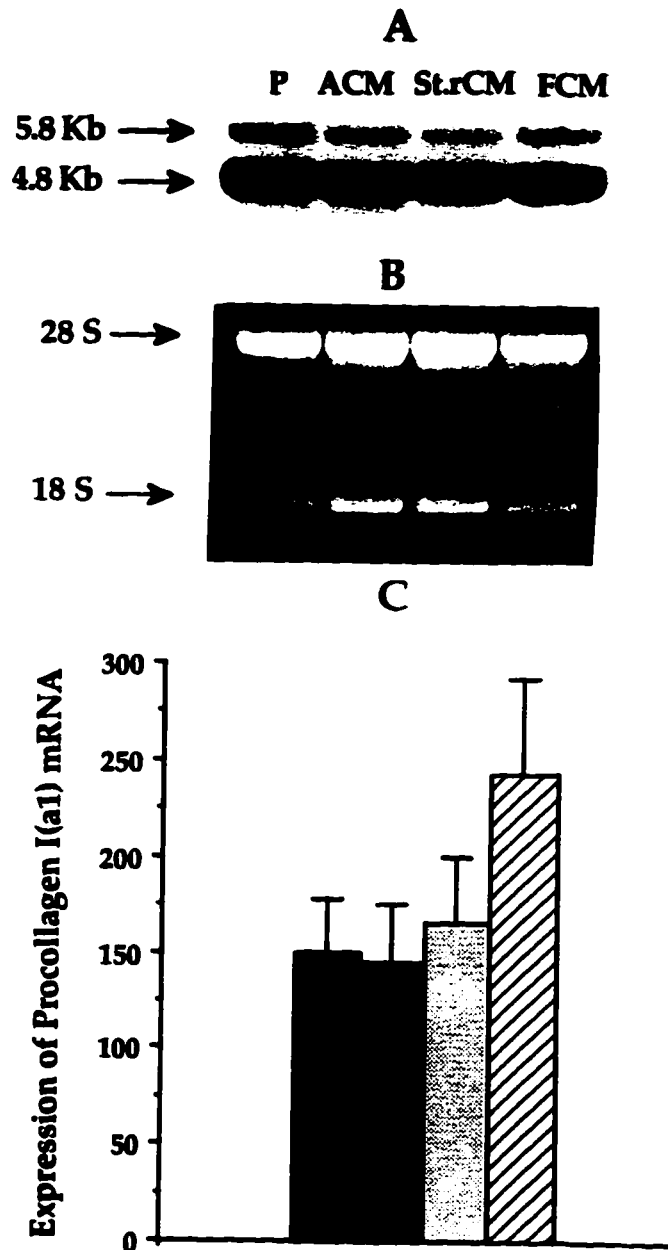 A
P ACM St.rCM FCM
5.8 Kb
4.8 Kb
B
28 S
18 S
C
Expression of Procollagen I(a1) mRNA
300
250
200
150
100
50
0